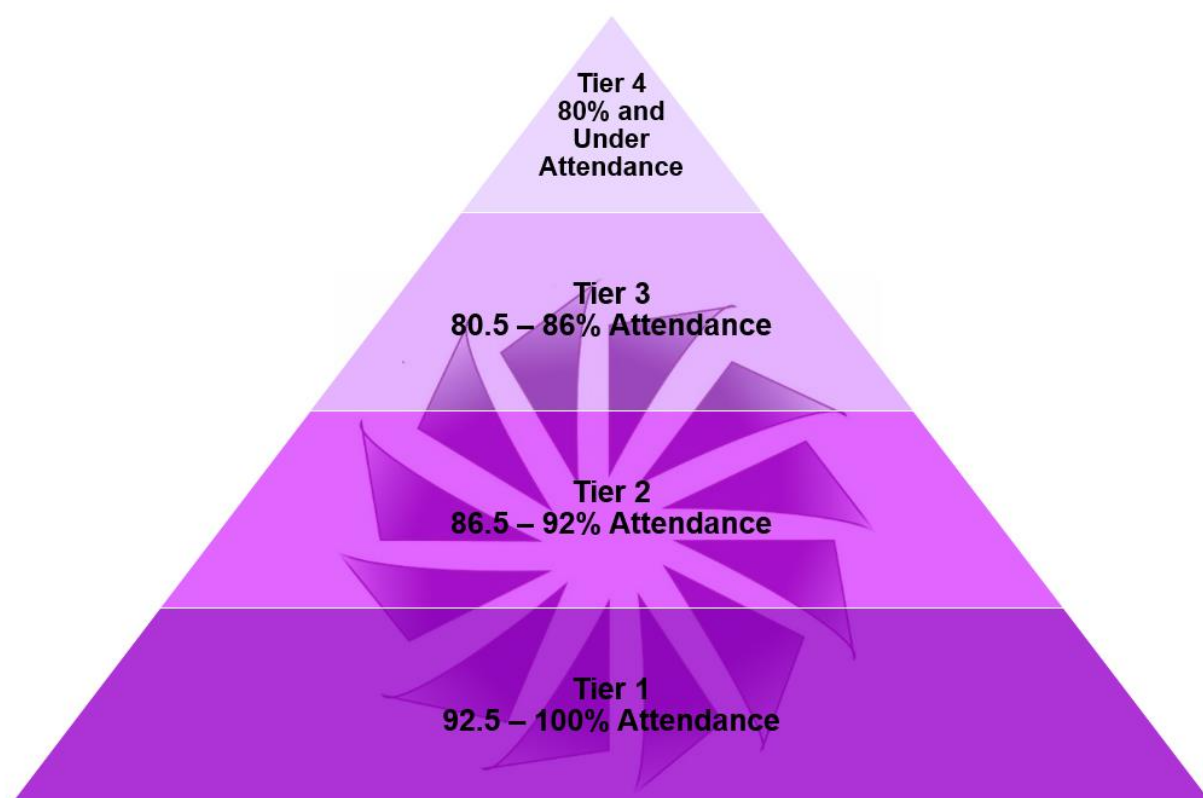 Tier 4
80% and
Under
Attendance
Tier 3
80.5 – 86% Attendance
Tier 2
86.5 – 92% Attendance
Tier 1
92.5 – 100% Attendance